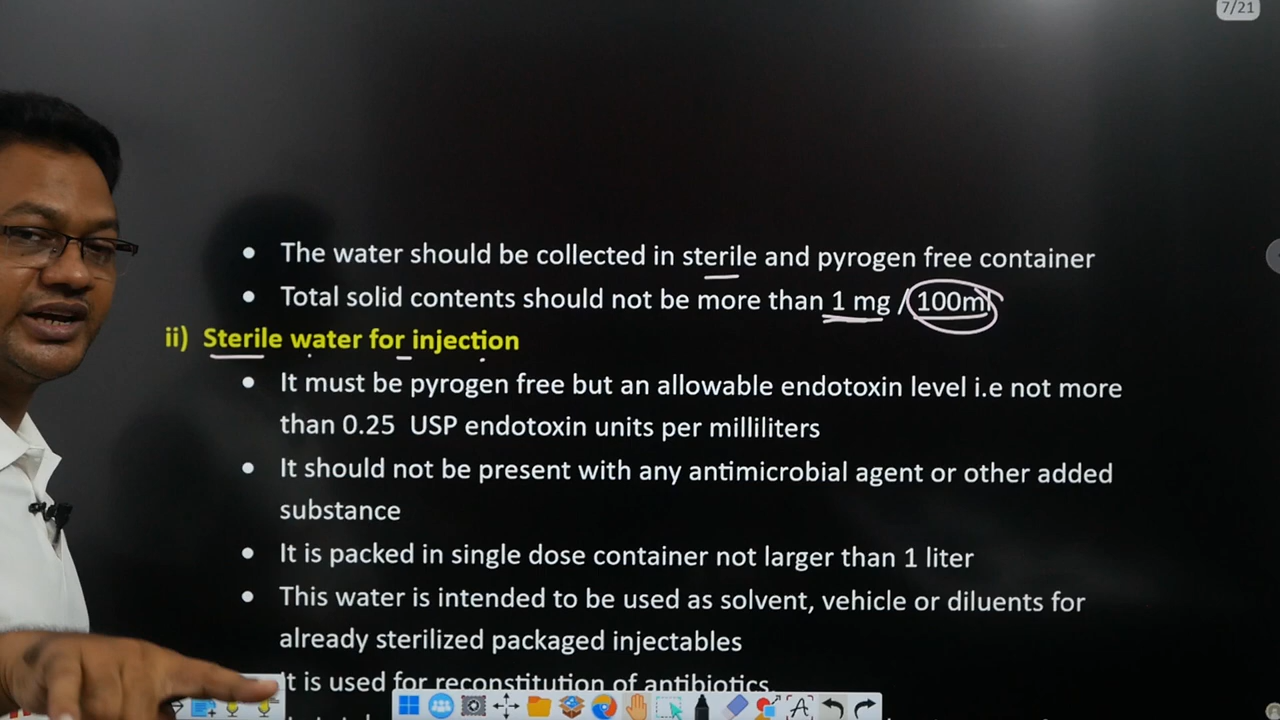 7/21
• The water should be collected in sterile and pyrogen free container
• Total solid contents should not be more than 1 mg / 100ml
ii) Sterile water for injection
• It must be pyrogen free but an allowable endotoxin level i.e not more
than 0.25 USP endotoxin units per milliliters
• It should not be present with any antimicrobial agent or other added
substance
• It is packed in single dose container not larger than 1 liter
• This water is intended to be used as solvent, vehicle or diluents for
already sterilized packaged injectables
It is used for reconstitution of antibiotics